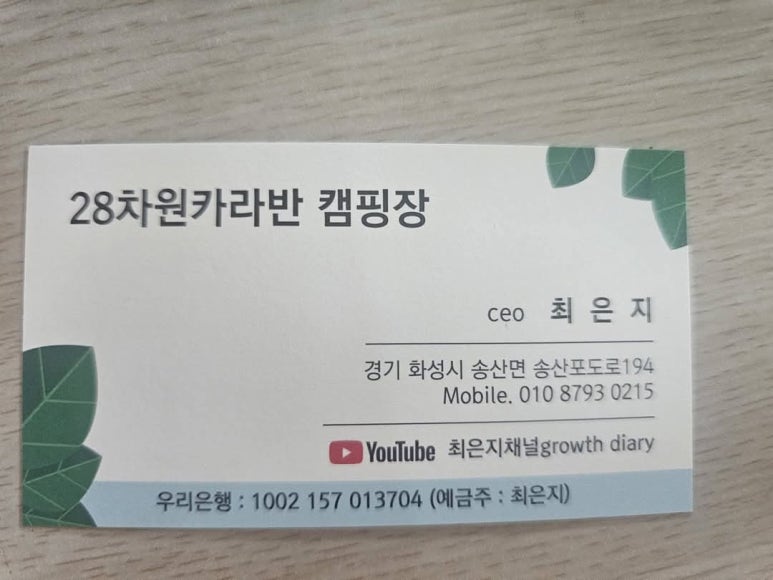 28차원카라반 캠핑장
ceo 최 은 지
경기 화성시 송산면 송산포도로194
Mobile. 010 8793 0215
YouTube 최은지채널growth diary
우리은행 : 1002 157 013704 (예금주 : 최은지)